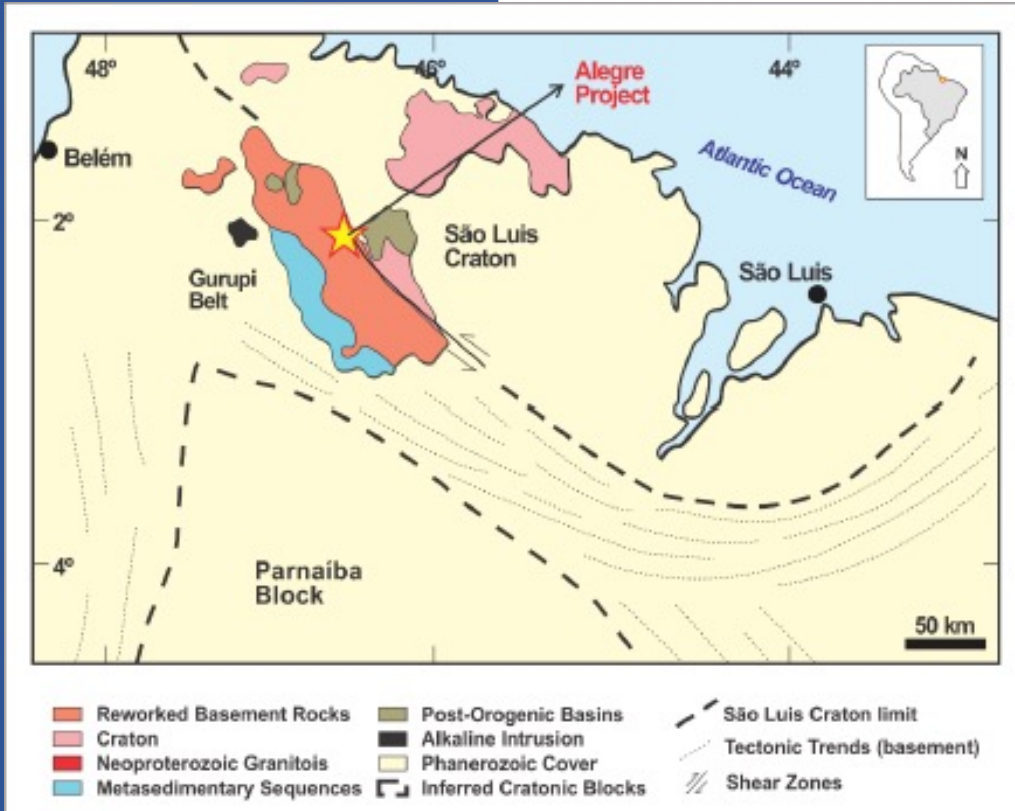 48º
46º
44º
Alegre
Project
N
Belém
Atlantic Ocean
2º
São Luis
Craton
São Luis
Gurupi
Belt
4º
Parnaíba
Block
50 km
Reworked Basement Rocks
Craton
Neoproterozoic Granitois
Metasedimentary Sequences
Post-Orogenic Basins
Alkaline Intrusion
Phanerozoic Cover
Inferred Cratonic Blocks
São Luis Craton limit
Tectonic Trends (basement)
Shear Zones